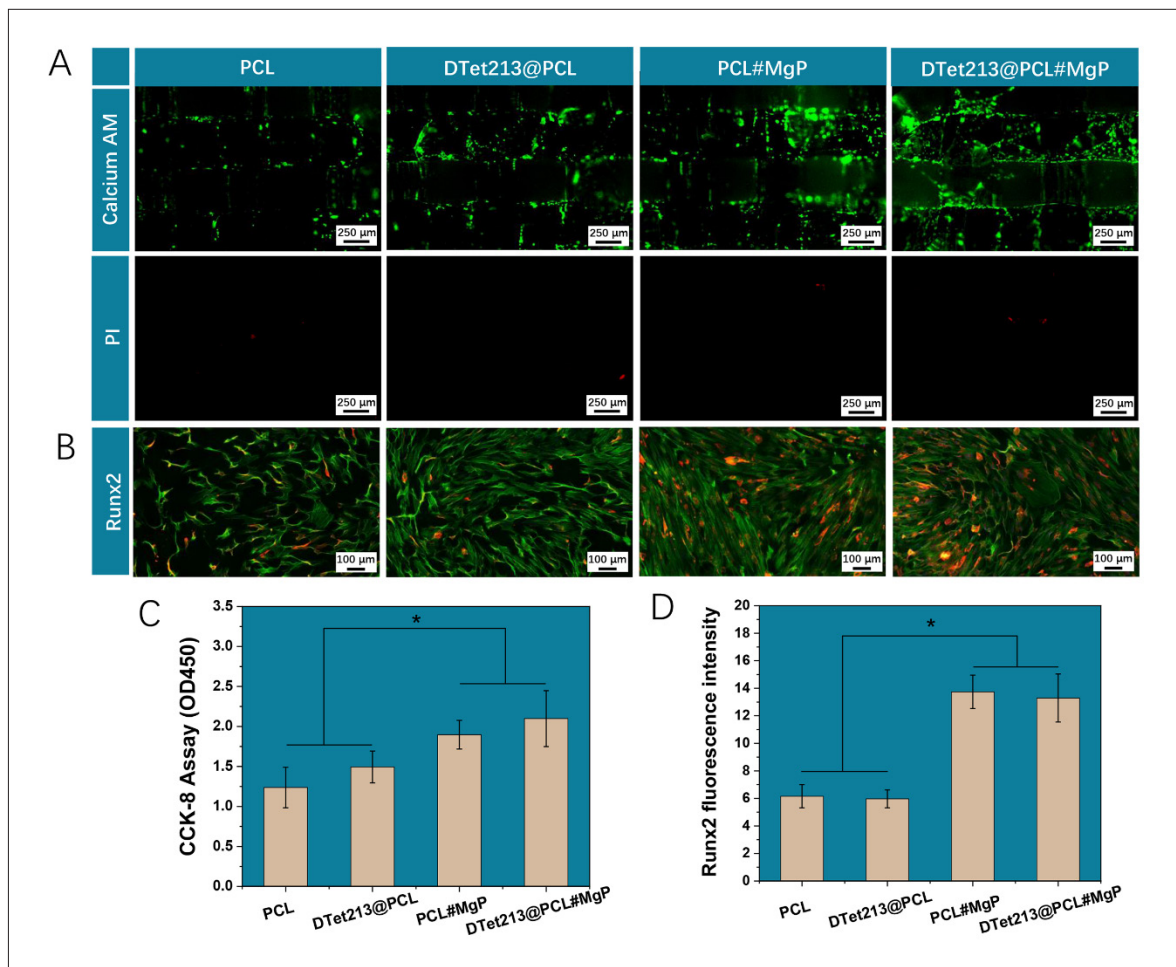 A
PCL
DTet213@PCL
PCL#MgP
DTet213@PCL#MgP
Calcium AM
250 μm
250 μm
250 μm
250 μm
PI
250 μm
250 μm
250 μm
250 μm
B
Runx2
100 μm
100 μm
100 μm
100 μm
C
CCK-8 Assay (OD450)
3.5
3.0
2.5
2.0
1.5
1.0
0.5
0.0
*
PCL
DTet213@PCL
PCL#MgP
DTet213@PCL#MgP
D
Runx2 fluorescence intensity
20
18
16
14
12
10
8
6
4
2
0
*
PCL
DTet213@PCL
PCL#MgP
DTet213@PCL#MgP